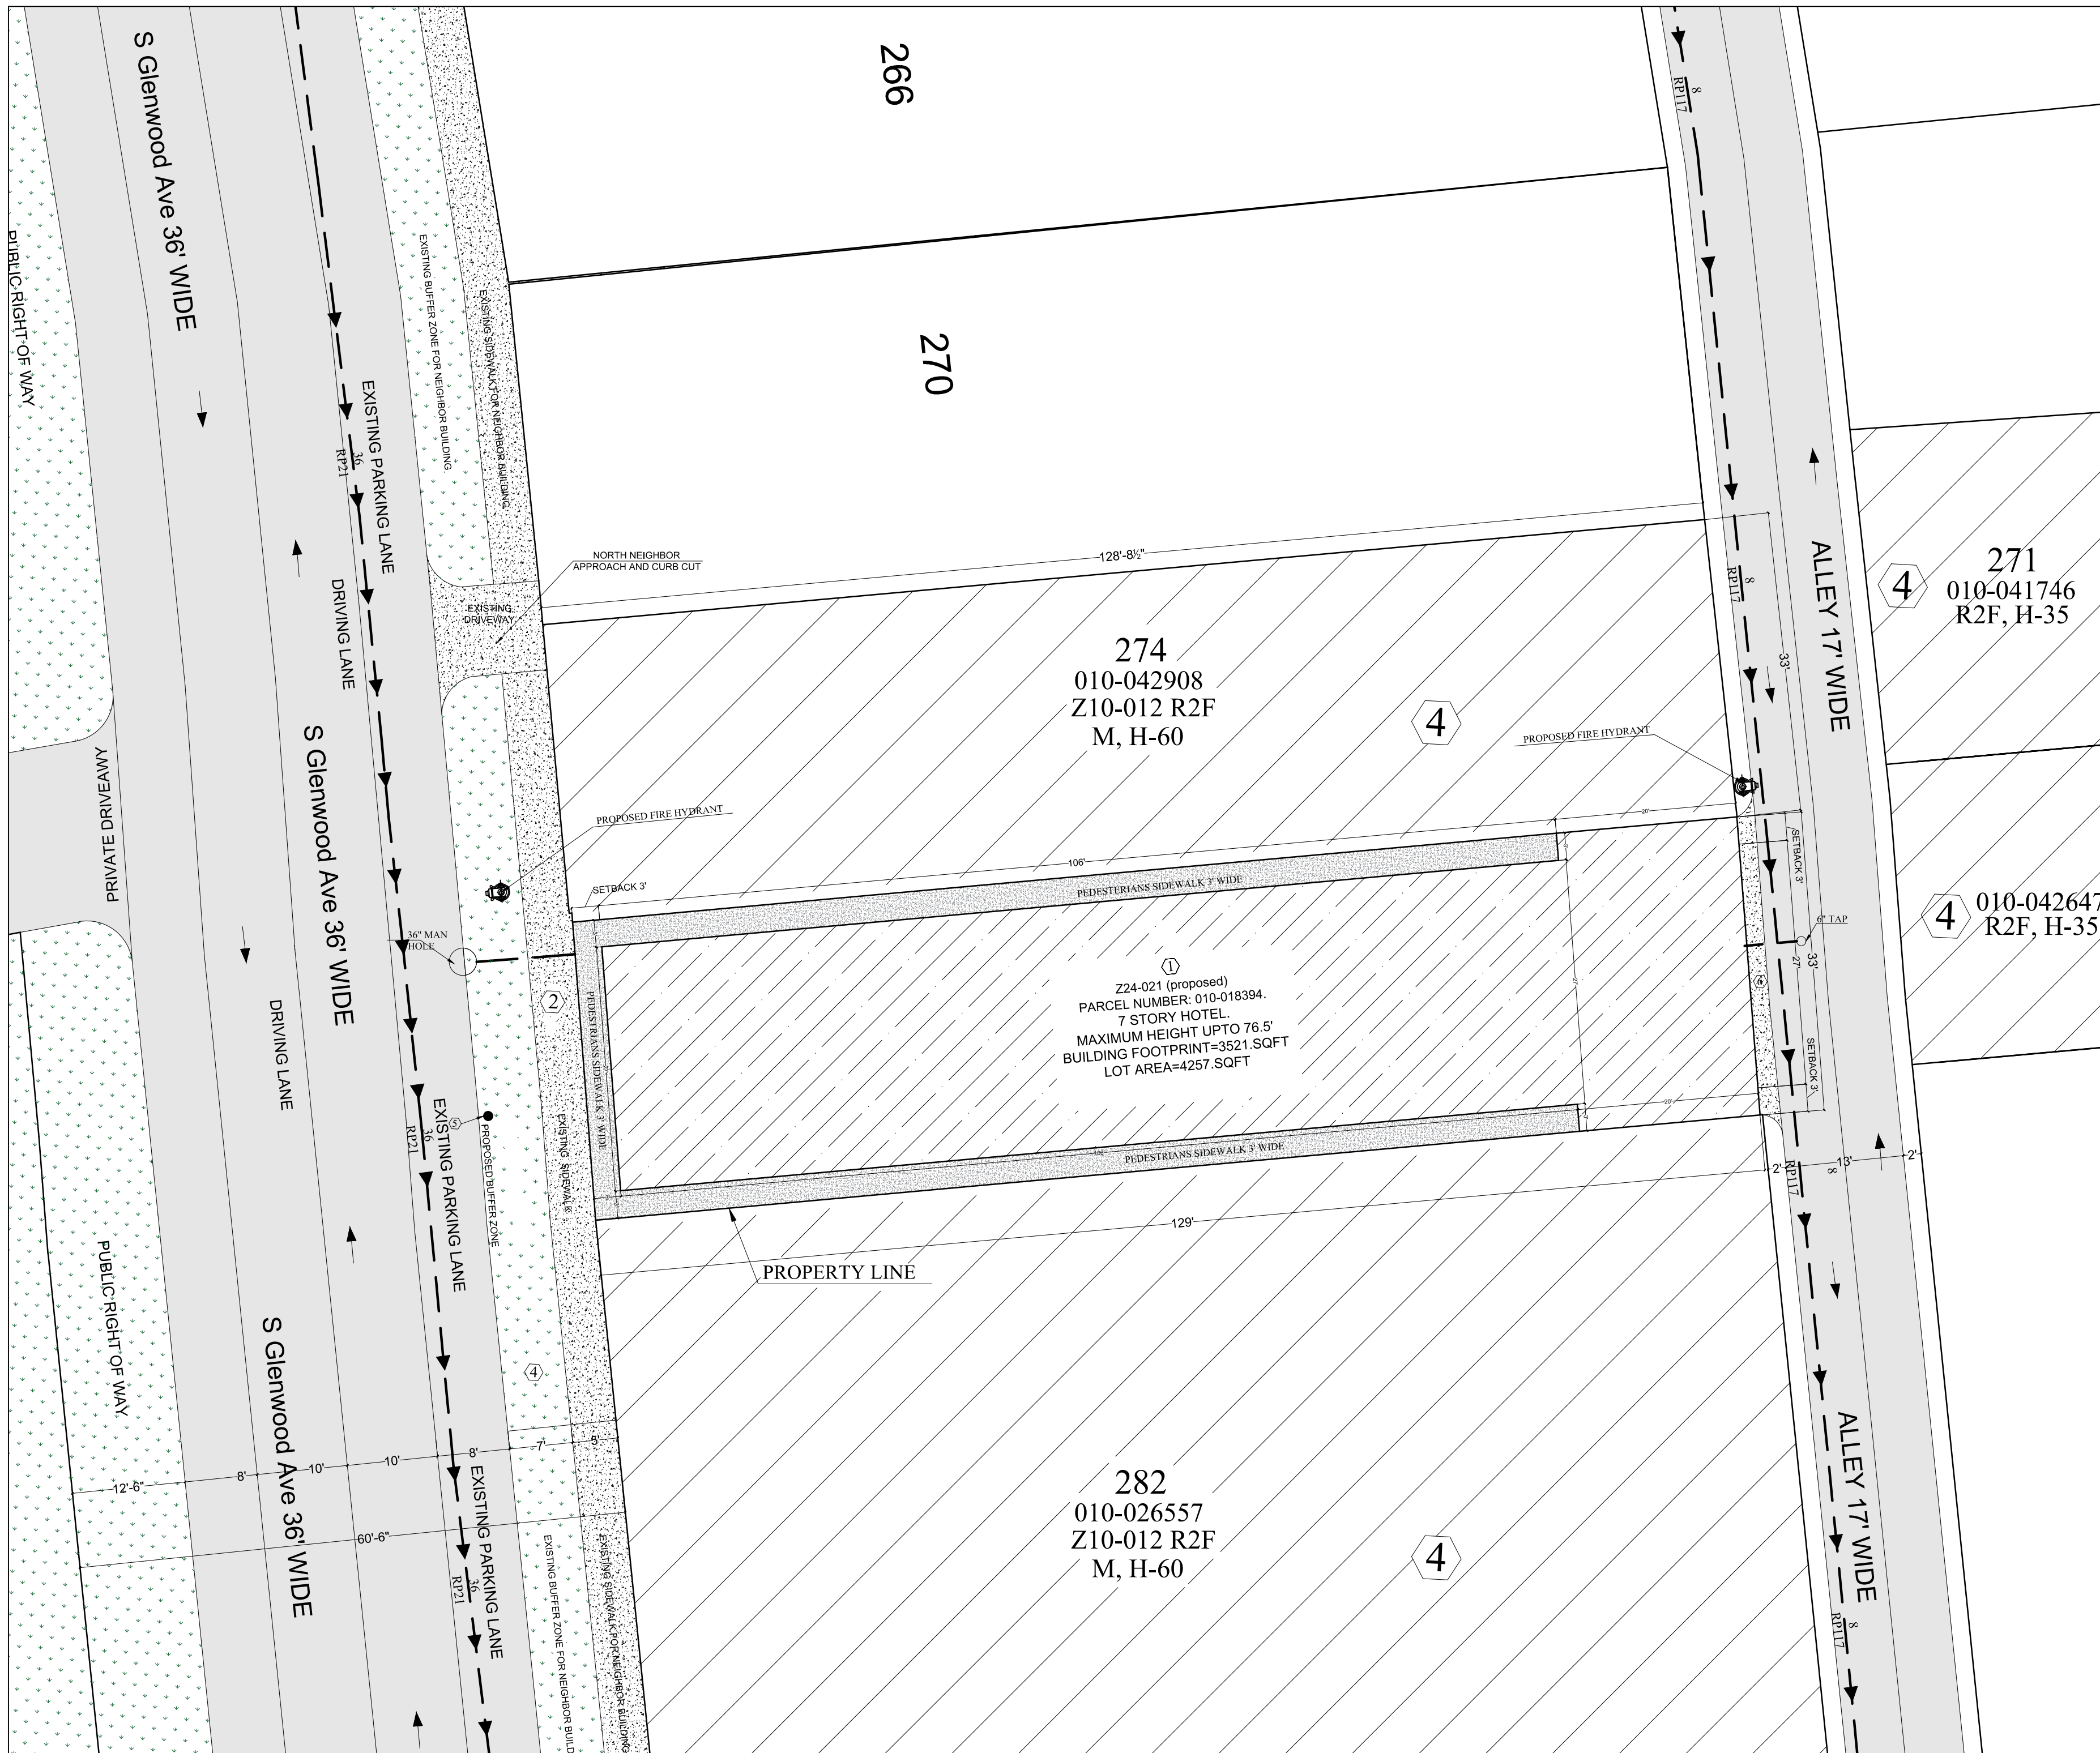 S Glenwood Ave 36' WIDE
PUBLIC RIGHT OF WAY
EXISTING PARKING LANE
DRIVING LANE
36
RP21
EXISTING BUFFER ZONE FOR NEIGHBOR BUILDING
EXISTING SIDEWALK FOR NEIGHBOR BUILDING
266
270
8
RP117
NORTH NEIGHBOR
APPROACH AND CURB CUT
EXISTING
DRIVEWAY
128'-8½"
274
010-042908
Z10-012 R2F
M, H-60
4
8
RP117
33'
ALLEY 17' WIDE
4
271
010-041746
R2F, H-35
PROPOSED FIRE HYDRANT
PRIVATE DRIVEAWY
S Glenwood Ave 36' WIDE
PROPOSED FIRE HYDRANT
SETBACK 3'
106'
20'
PEDESTERIANS SIDEWALK 3' WIDE
SETBACK 3'
4
010-042647
R2F, H-35
36" MAN
HOLE
6" TAP
27'
33'
2
PEDESTRIANS SIDEWALK 3' WIDE
1
Z24-021 (proposed)
PARCEL NUMBER: 010-018394.
7 STORY HOTEL.
MAXIMUM HEIGHT UPTO 76.5'
BUILDING FOOTPRINT=3521.SQFT
LOT AREA=4257.SQFT
27'
6
SETBACK 3'
DRIVING LANE
EXISTING PARKING LANE
36
RP21
5
PROPOSED BUFFER ZONE
EXISTING SIDEWALK
20'
PEDESTRIANS SIDEWALK 3' WIDE
2'
13'
2'
8
RP117
129'
PROPERTY LINE
PUBLIC RIGHT OF WAY
S Glenwood Ave 36' WIDE
4
12'-6"
8'
10'
10'
8'
7'
5'
60'-6"
EXISTING PARKING LANE
36
RP21
EXISTING BUFFER ZONE FOR NEIGHBOR BUILD
EXISTING SIDEWALK FOR NEIGHBOR BUILDING
282
010-026557
Z10-012 R2F
M, H-60
4
ALLEY 17' WIDE
8
RP117